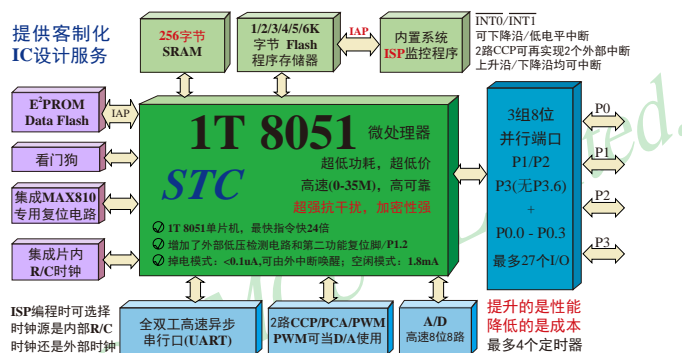 提供客制化
IC设计服务
256字节
SRAM
1/2/3/4/5/6K
字节 Flash
程序存储器
IAP
内置系统
ISP监控程序
INT0/INT1
可下降沿/低电平中断
2路CCP可再实现2个外部中断
上升沿/下降沿均可中断
E²PROM
Data Flash
IAP
看门狗
集成MAX810
专用复位电路
集成片内
R/C时钟
1T 8051 微处理器
STC
超低功耗，超低价
高速(0-35M)，高可靠
超强抗干扰，加密性强
1T 8051单片机，最快指令快24倍
增加了外部低压检测电路和第二功能复位脚/P1.2
掉电模式：<0.1uA,可由外中断唤醒；空闲模式：1.8mA
3组8位
并行端口
P1/P2
P3(无P3.6)
+
P0.0 - P0.3
最多27个I/O
P0
P1
P2
P3
ISP编程时可选择
时钟源是内部R/C
时钟还是外部时钟
全双工高速异步
串行口(UART)
2路CCP/PCA/PWM
PWM可当D/A使用
A/D
高速8位8路
提升的是性能
降低的是成本
最多4个定时器